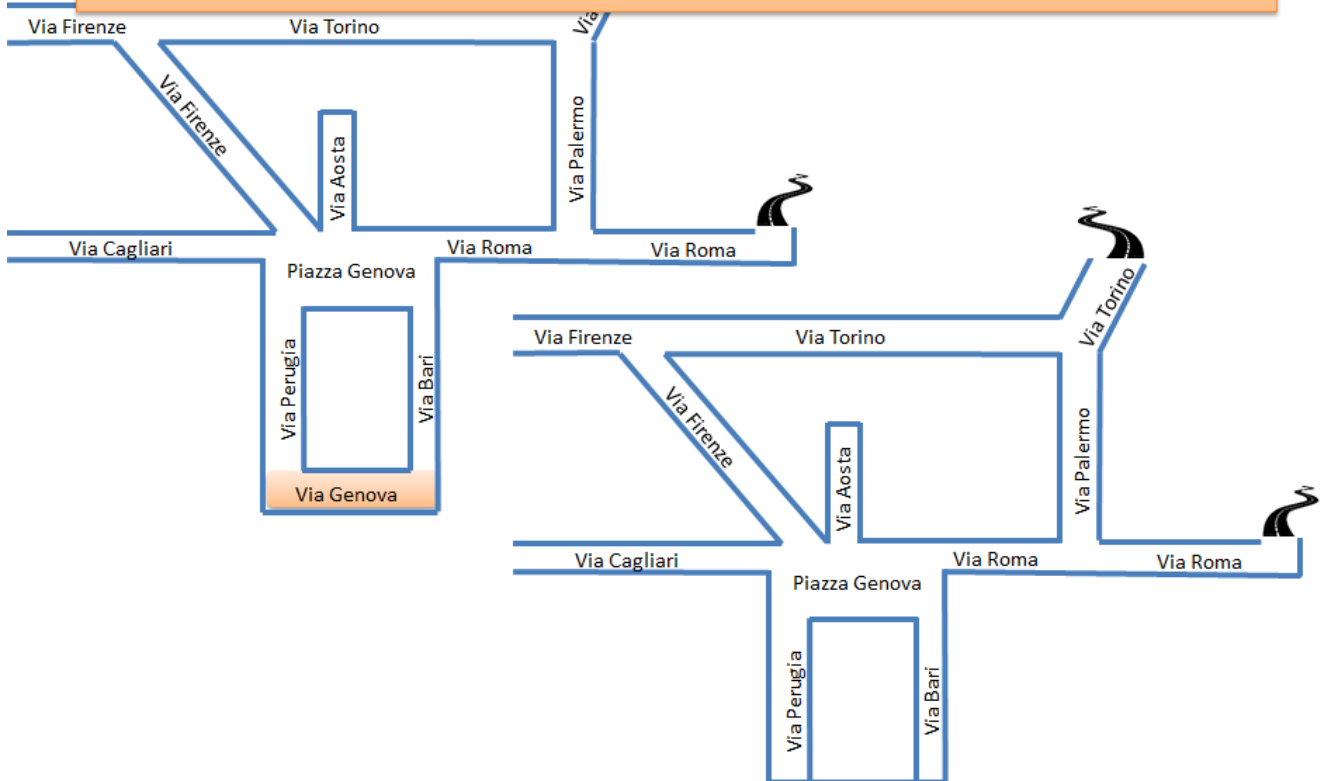 Via Firenze
Via Torino
Via
Via Firenze
Via Aosta
Via Palermo
Via Cagliari
Via Roma
Via Roma
Piazza Genova
Via Perugia
Via Bari
Via Genova
Via Firenze
Via Torino
Via Torino
Via Firenze
Via Aosta
Via Palermo
Via Cagliari
Via Roma
Via Roma
Piazza Genova
Via Perugia
Via Bari